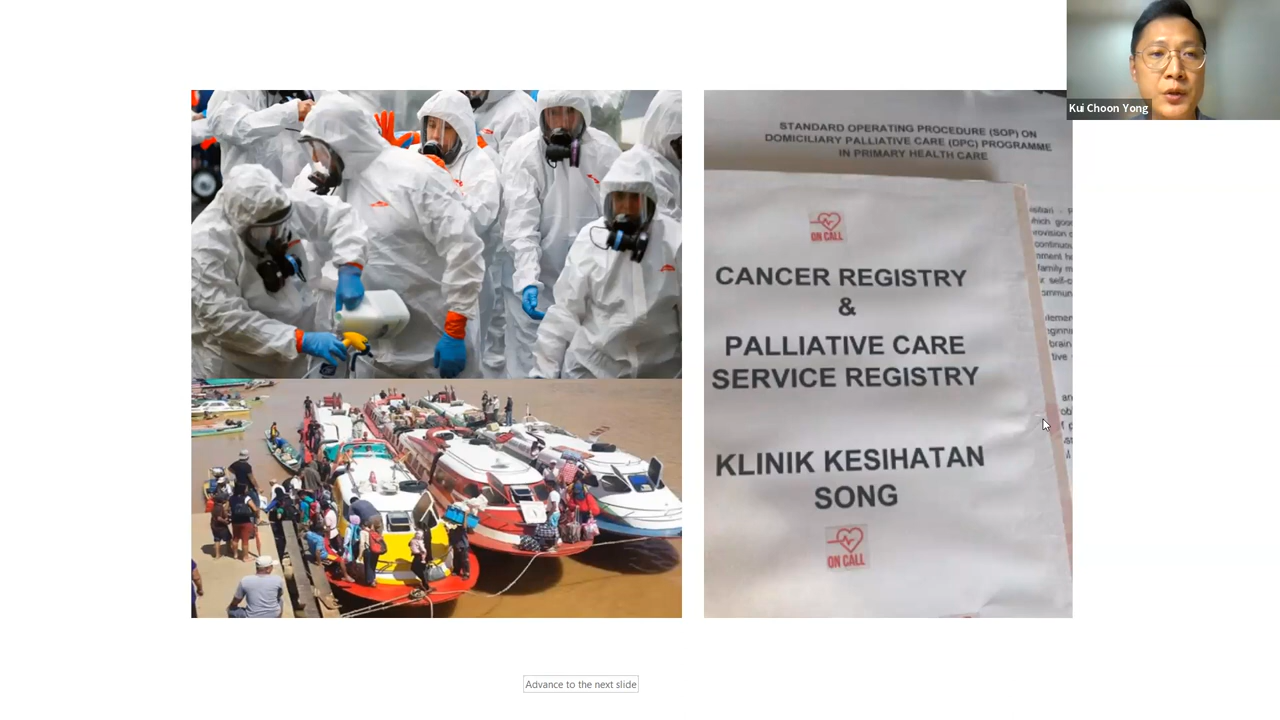 Kui Choon Yong
STANDARD OPERATING PROCEDURE (SOP) ON
DOMICILIARY PALLIATIVE CARE (DPC) PROGRAMME
IN PRIMARY HEALTH CARE
ON CALL
CANCER REGISTRY
&
PALLIATIVE CARE
SERVICE REGISTRY
KLINIK KESIHATAN
SONG
ON CALL
Advance to the next slide